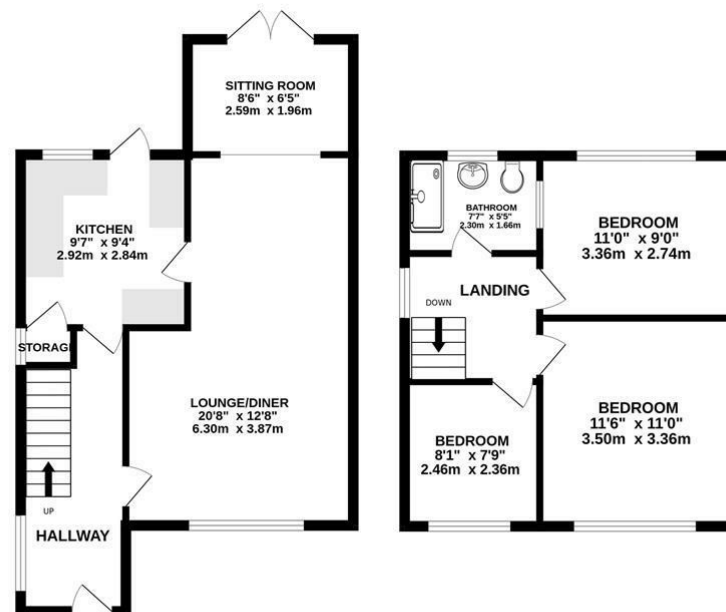 SITTING ROOM
8'6" x 6'5"
2.59m x 1.96m
KITCHEN
9'7" x 9'4"
2.92m x 2.84m
STORAGE
LOUNGE/DINER
20'8" x 12'8"
6.30m x 3.87m
UP
HALLWAY
BATHROOM
7'7" x 5'5"
2.30m x 1.66m
BEDROOM
11'0" x 9'0"
3.36m x 2.74m
LANDING
DOWN
BEDROOM
11'6" x 11'0"
3.50m x 3.36m
BEDROOM
8'1" x 7'9"
2.46m x 2.36m